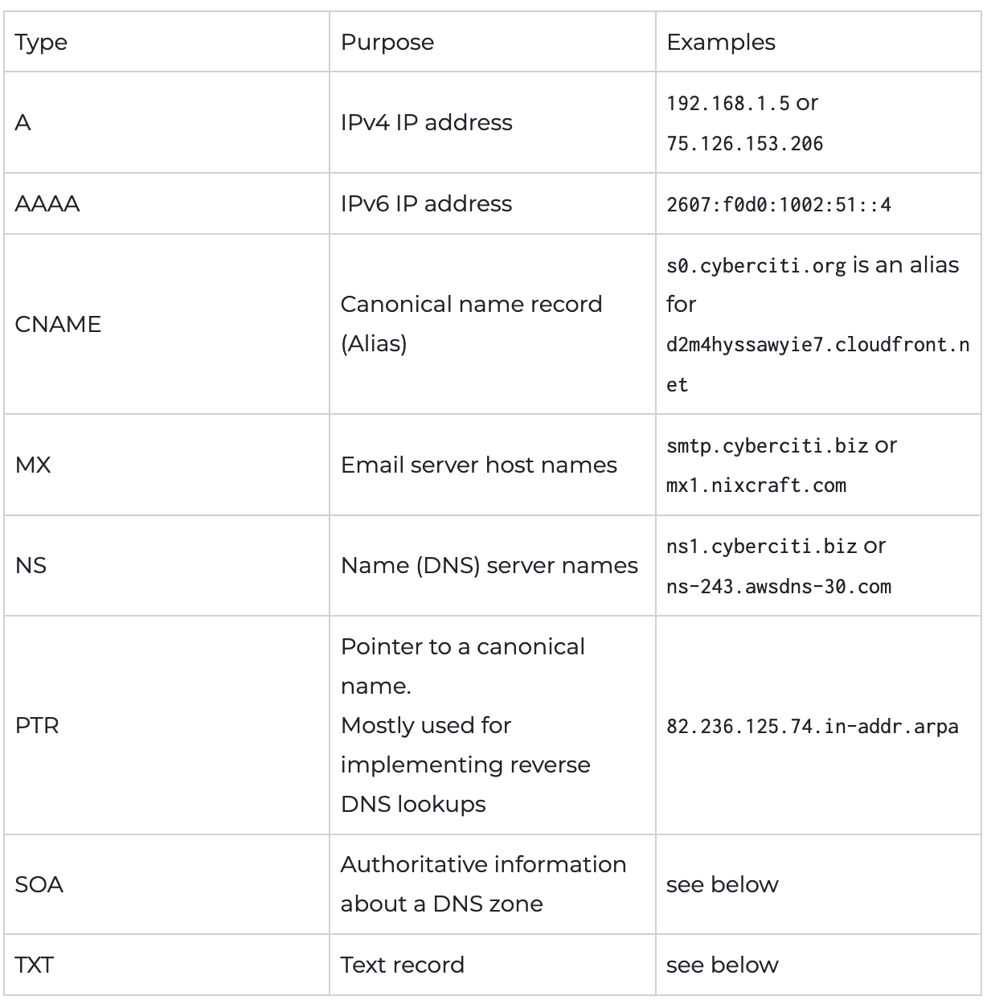 Type Purpose Examples
A IPv4 IP address 192.168.1.5 or
75.126.153.206
AAAA IPv6 IP address 2607:f0d0:1002:51::4
CNAME
Canonical name record
(Alias)
s0.cyberciti.org is an alias
for
d2m4hyssawyie7.cloudfront.n
et
MX
Email server host names
smtp.cyberciti.biz or
mx1.nixcraft.com
NS
Name (DNS) server names
ns1.cyberciti.biz or
ns-243.awsdns-30.com
PTR
Pointer to a canonical
name.
Mostly used for
implementing reverse
DNS lookups
82.236.125.74.in-addr.arpa
SOA
Authoritative information
about a DNS zone
see below
TXT Text record see below